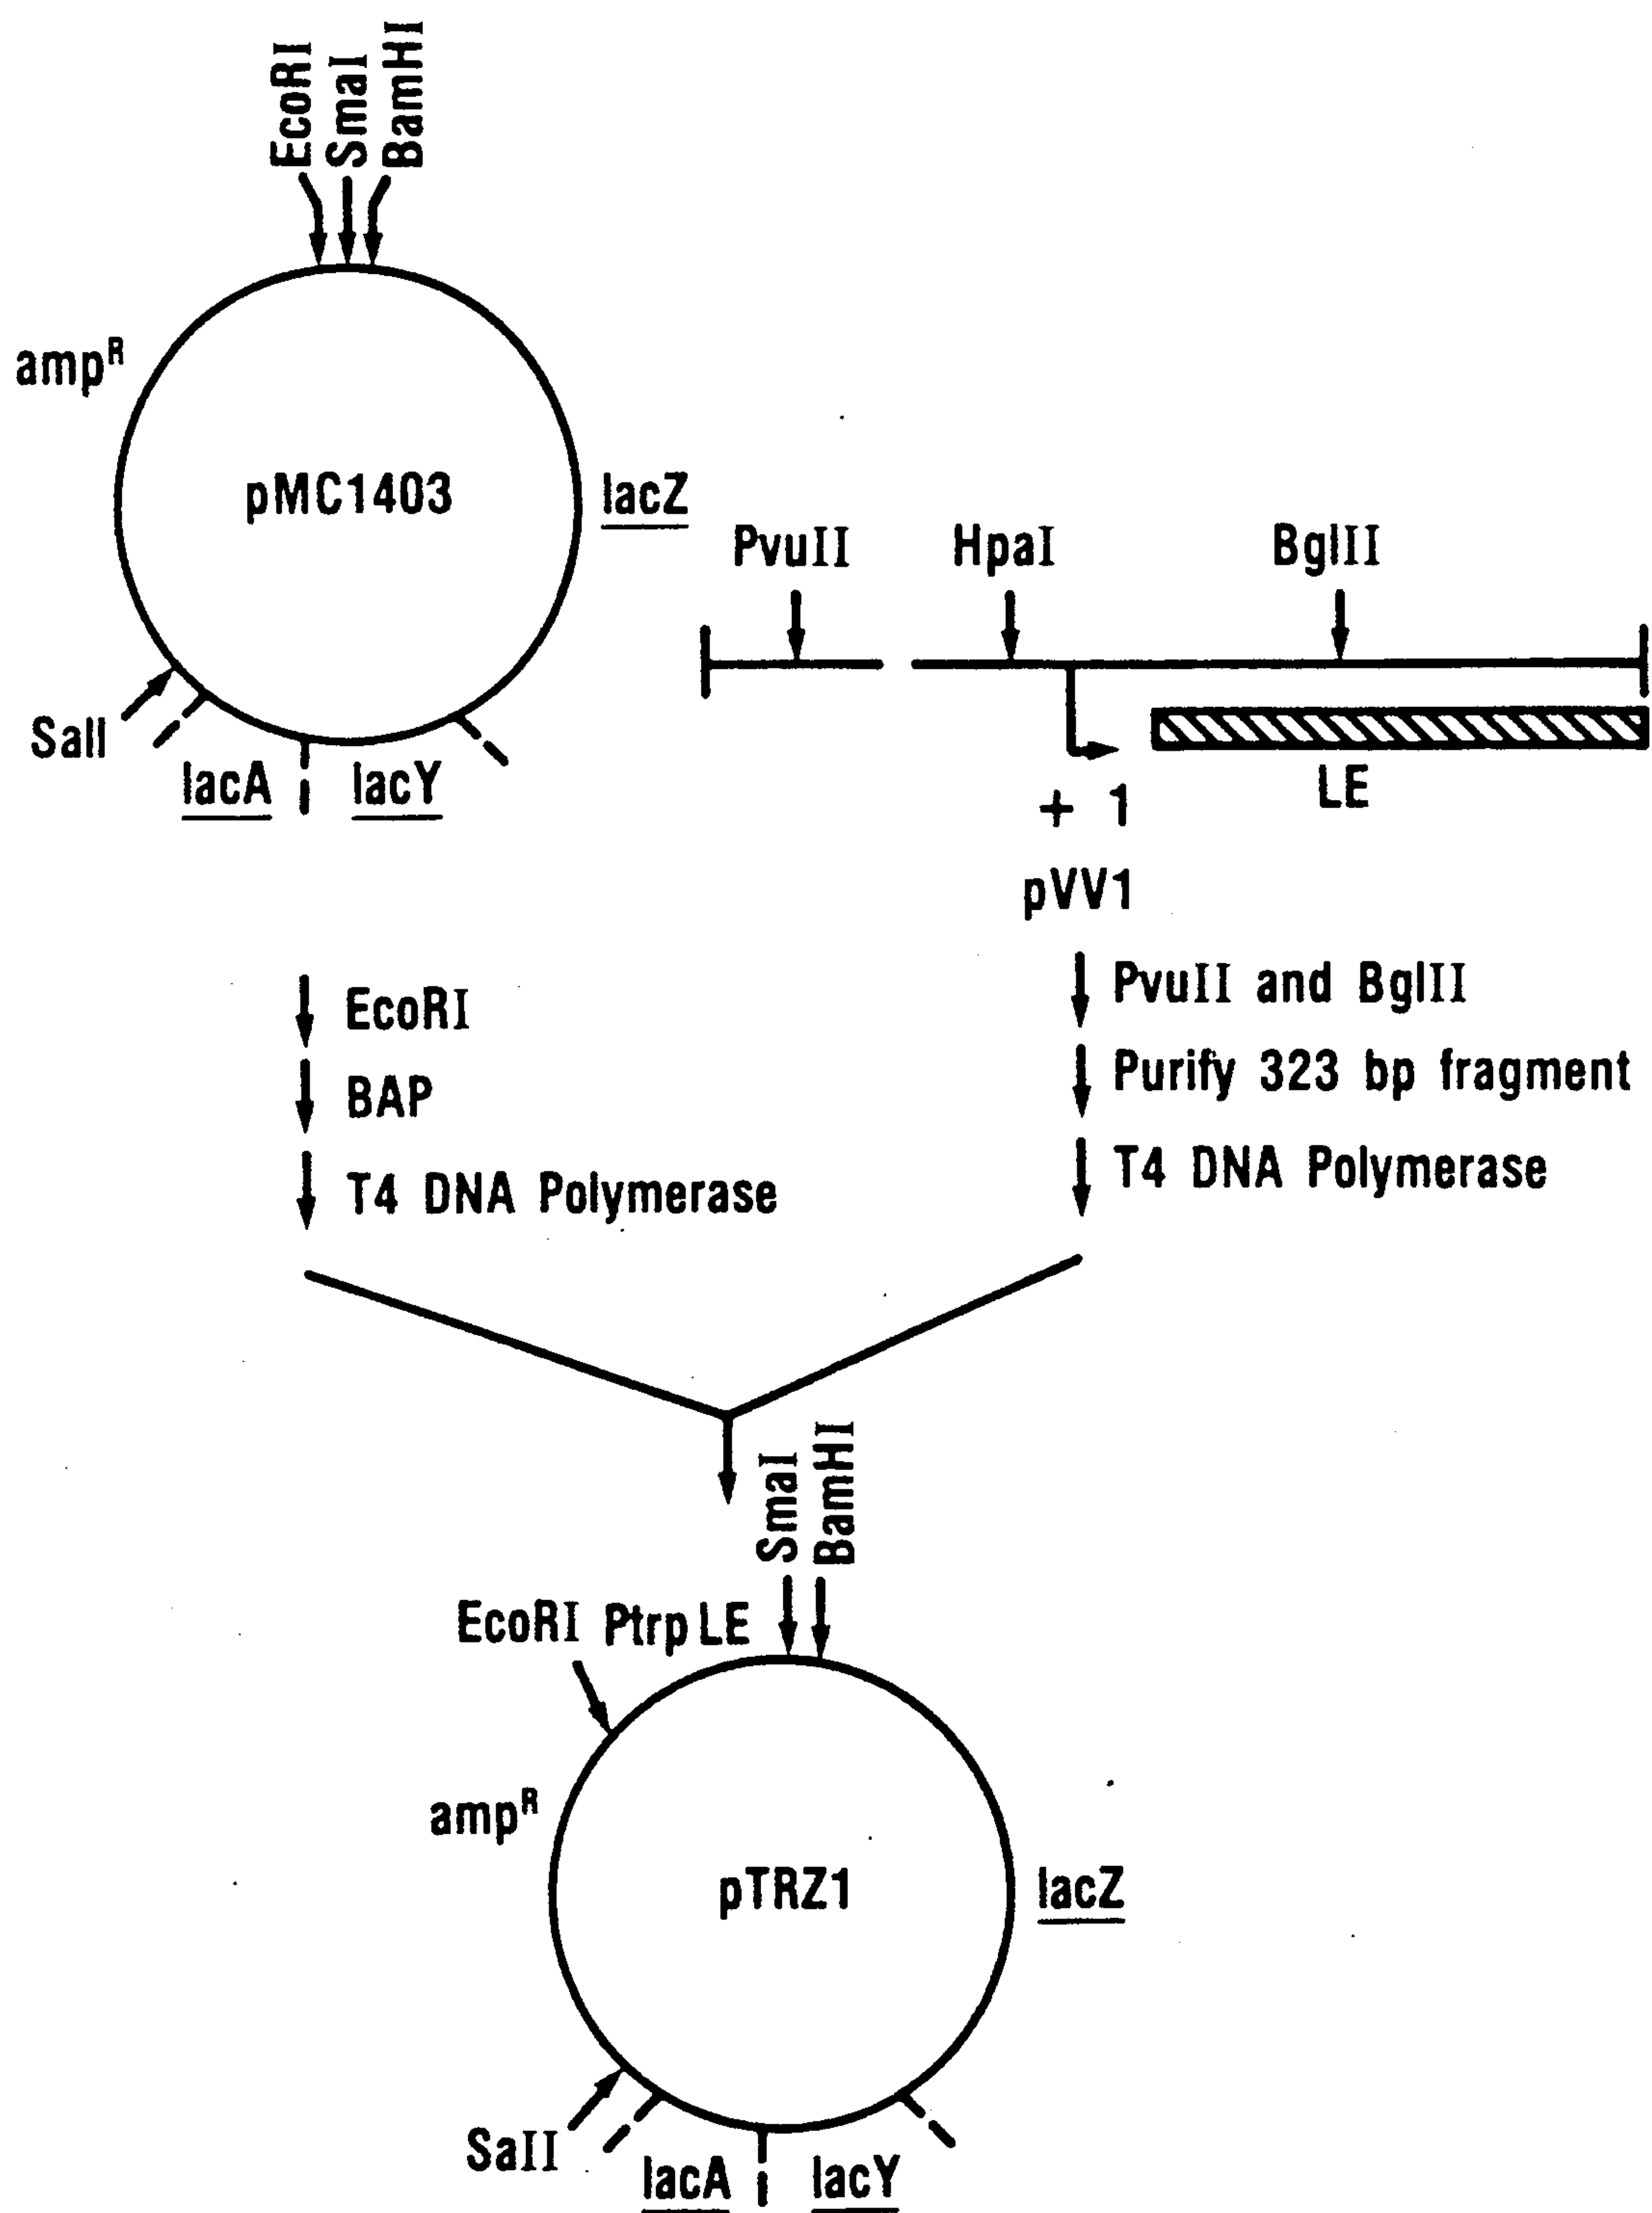 EcoRI
SmaI
BamHI
amp^R
pMC1403
lacZ
PvuII
HpaI
BglII
SalI
lacA
lacY
LE
+ 1
pVV1
EcoRI
BAP
T4 DNA Polymerase
PvuII and BglII
Purify 323 bp fragment
T4 DNA Polymerase
SmaI
BamHI
EcoRI Ptrp LE
amp^R
pTRZ1
lacZ
SalI
lacA
lacY